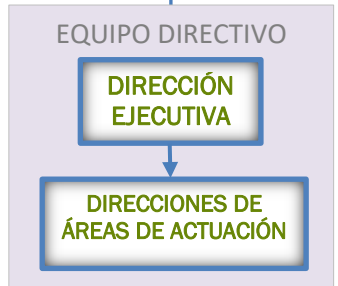 EQUIPO DIRECTIVO
DIRECCIÓN
EJECUTIVA
DIRECCIONES DE
ÁREAS DE ACTUACIÓN